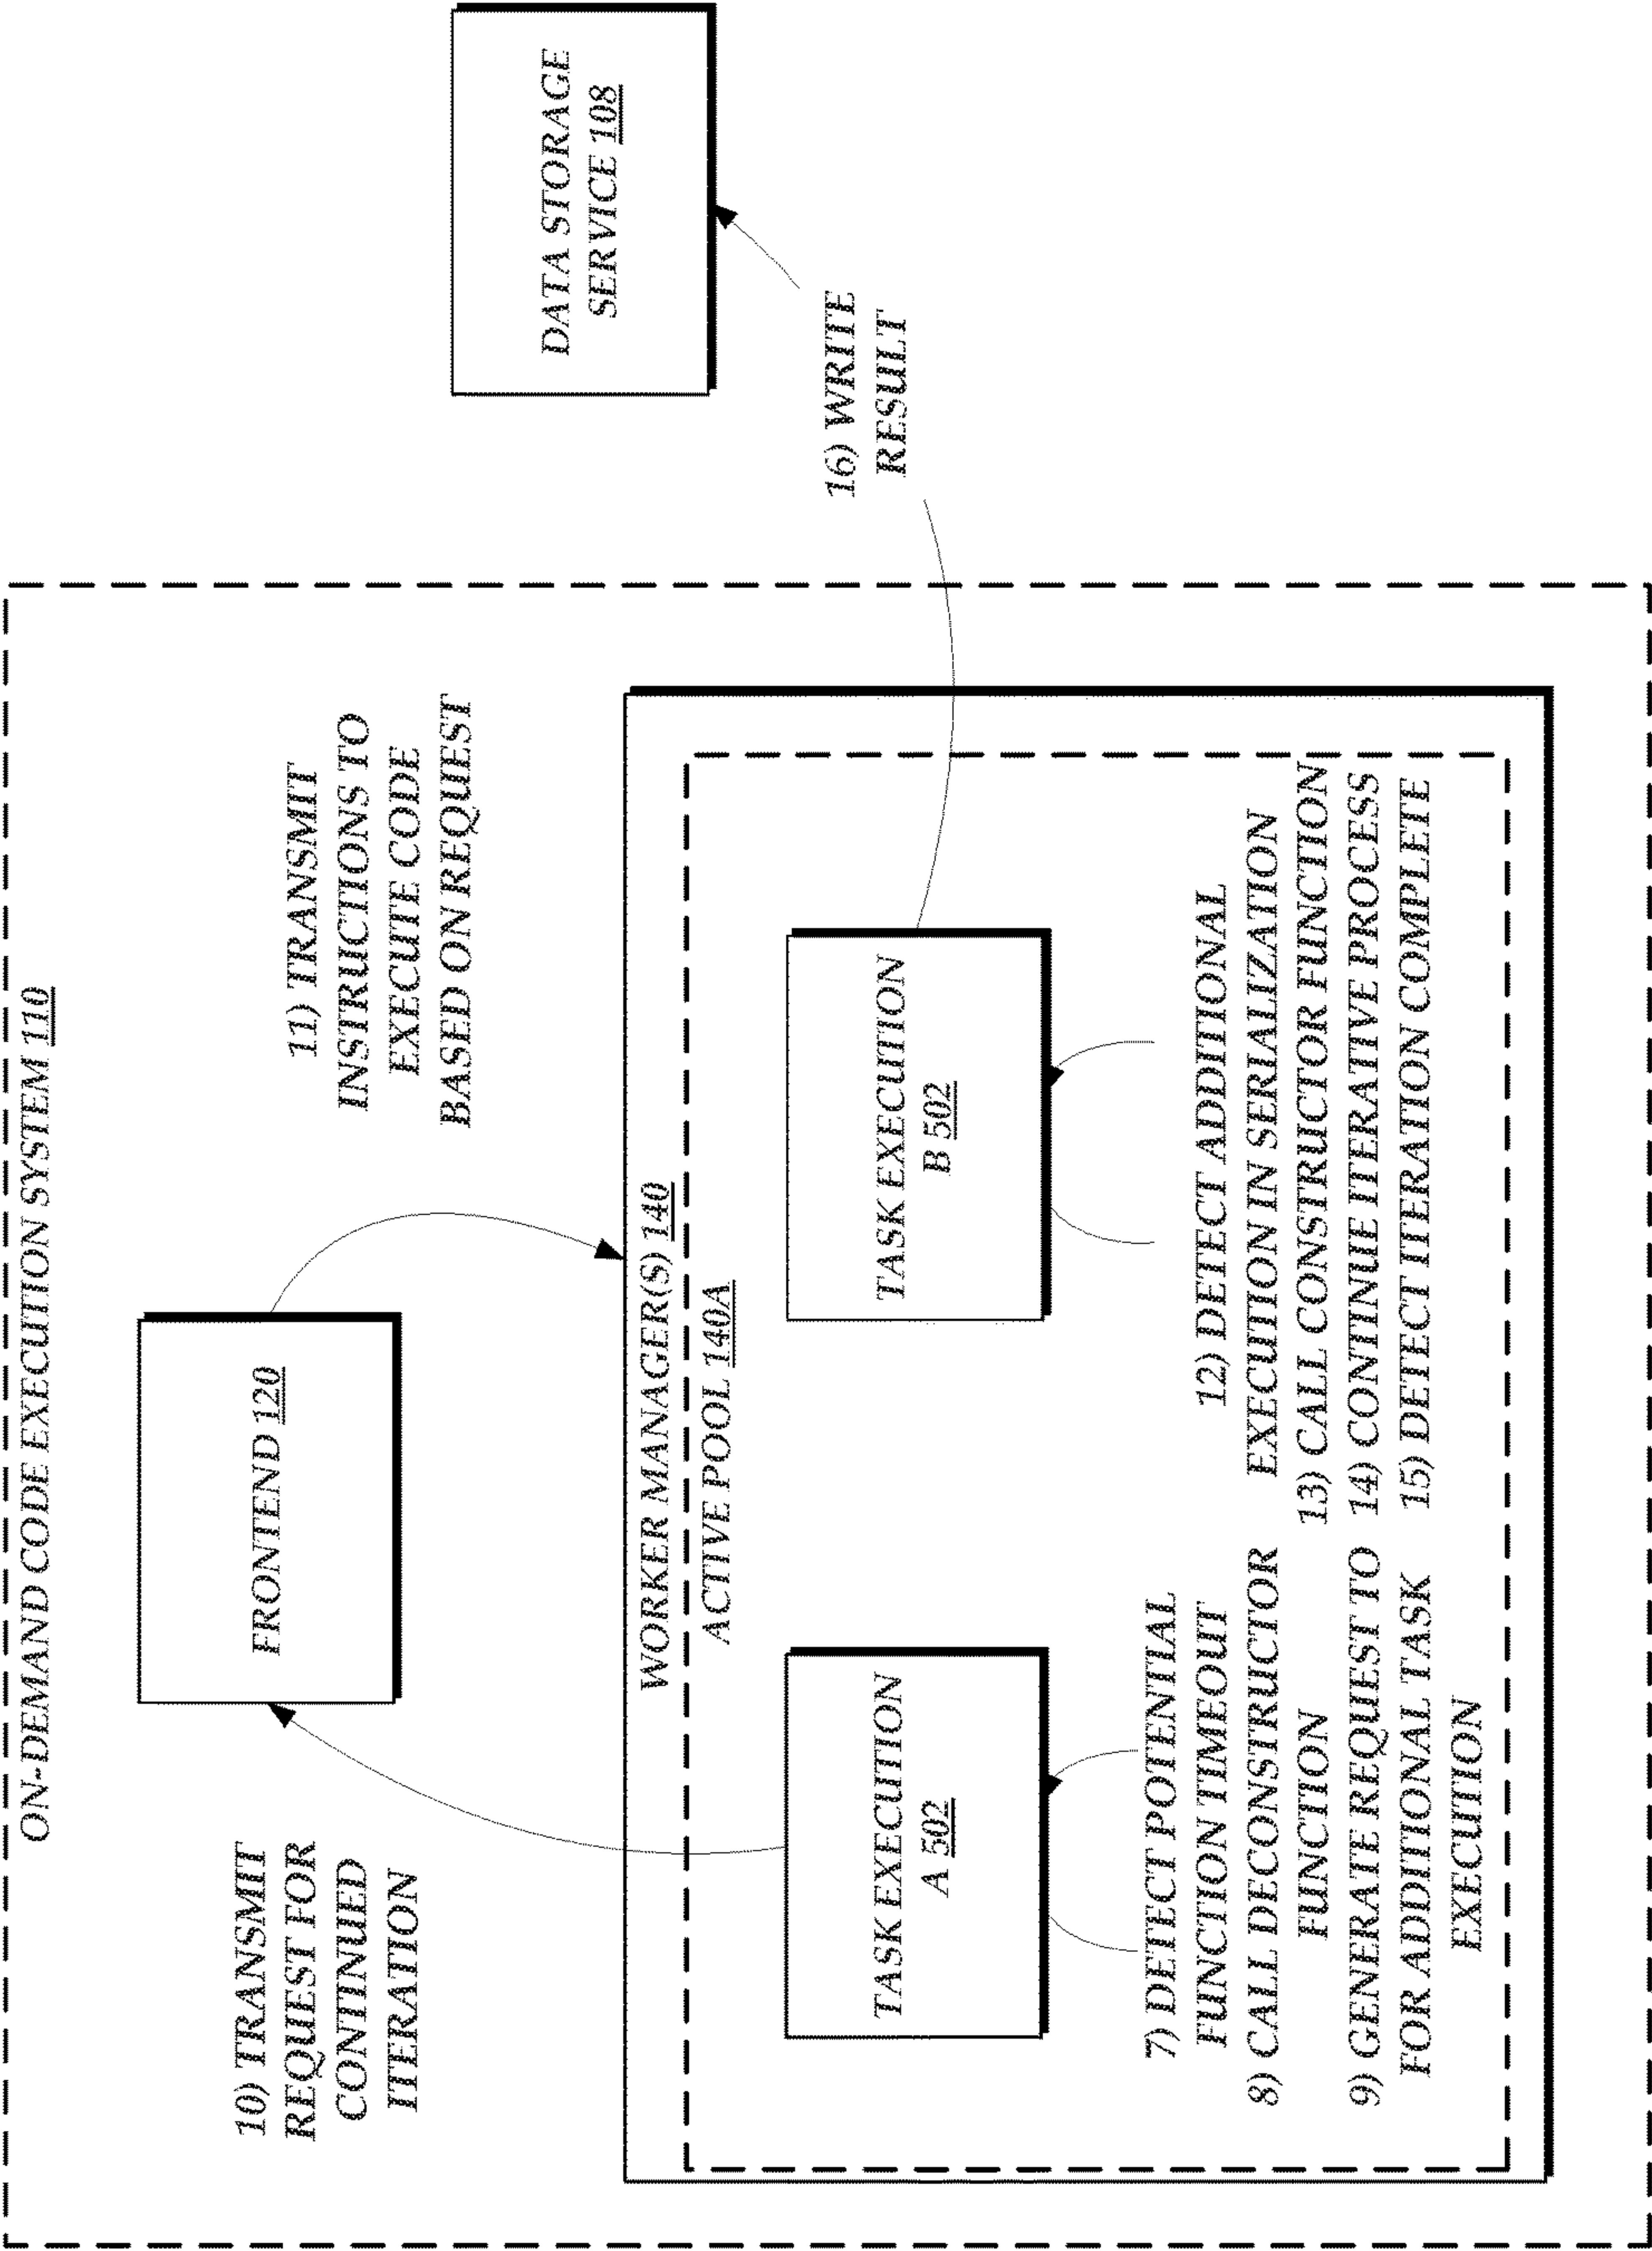 ON-DEMAND CODE EXECUTION SYSTEM 110
10) TRANSMIT
REQUEST FOR
CONTINUED
ITERATION
FRONTEND 120
11) TRANSMIT
INSTRUCTIONS TO
EXECUTE CODE
BASED ON REQUEST
DATA STORAGE
SERVICE 108
WORKER MANAGER(S) 140
ACTIVE POOL 140A
TASK EXECUTION
A 502
TASK EXECUTION
B 502
16) WRITE
RESULT
7) DETECT POTENTIAL
FUNCTION TIMEOUT
8) CALL DECONSTRUCTOR
FUNCTION
9) GENERATE REQUEST TO
FOR ADDITIONAL TASK
EXECUTION
12) DETECT ADDITIONAL
EXECUTION IN SERIALIZATION
13) CALL CONSTRUCTOR FUNCTION
14) CONTINUE ITERATIVE PROCESS
15) DETECT ITERATION COMPLETE